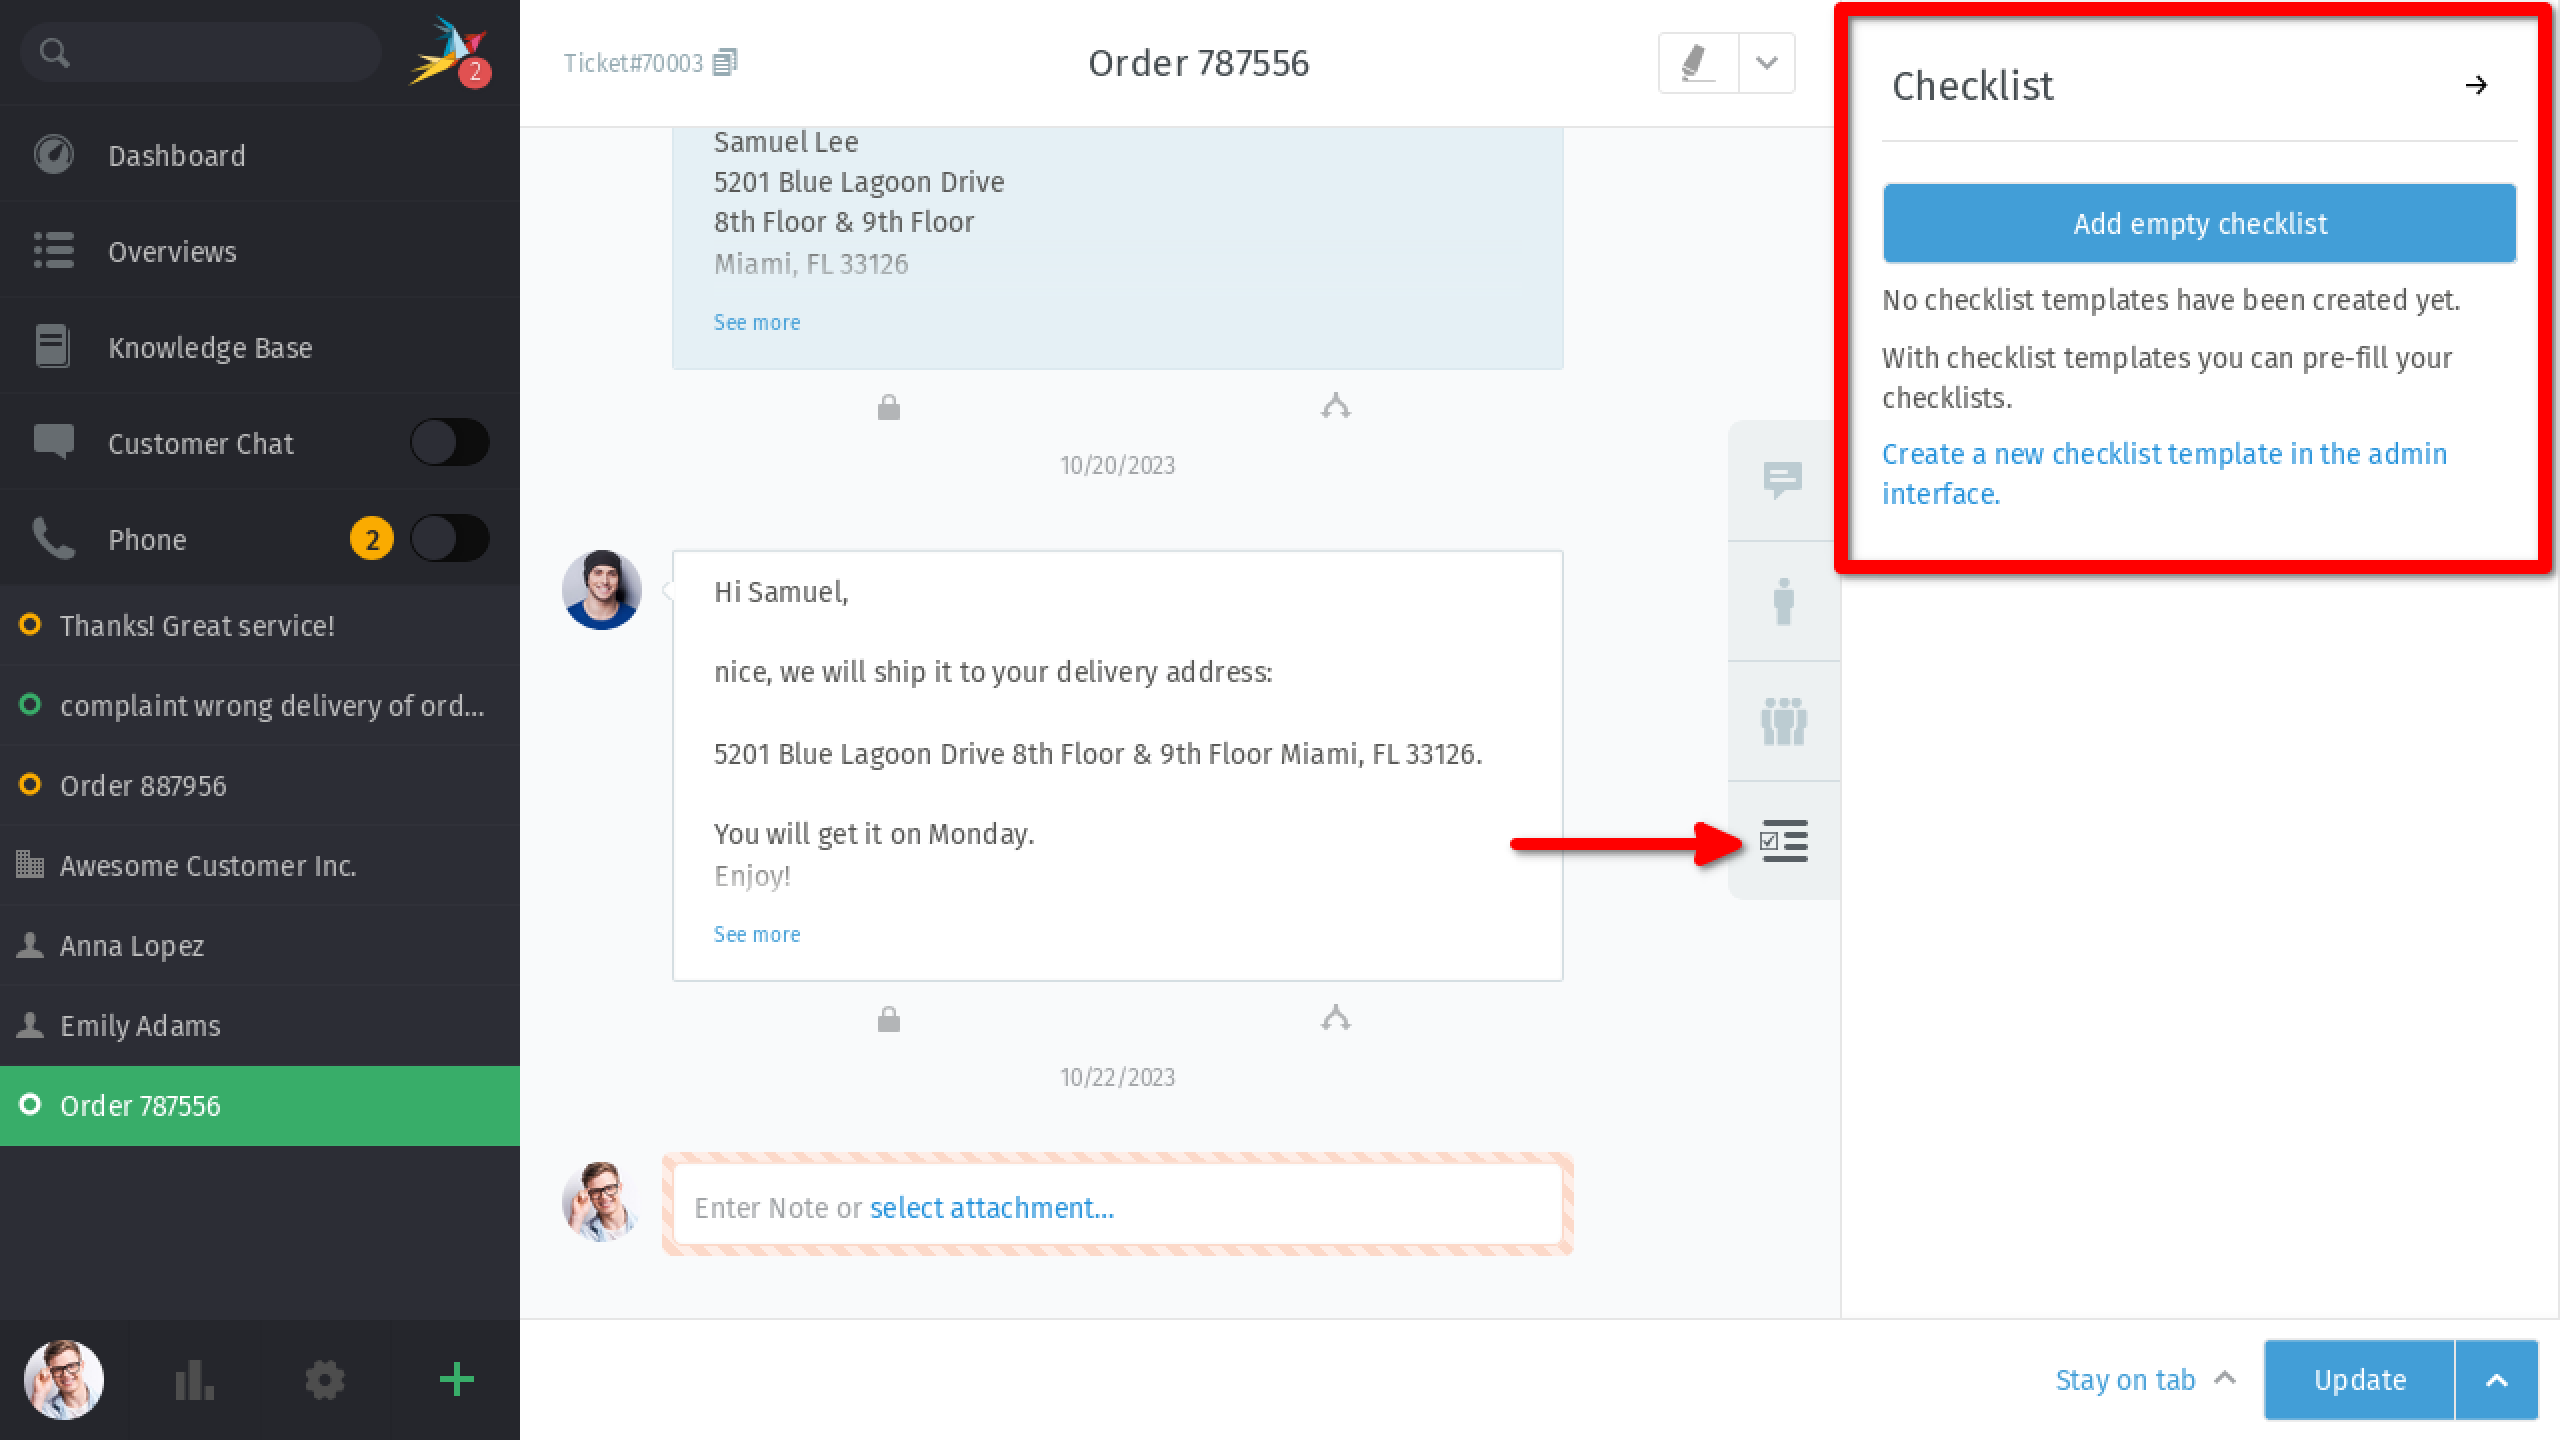 2
Dashboard
Overviews
Knowledge Base
Customer Chat
Phone
2
Thanks! Great service!
complaint wrong delivery of ord...
Order 887956
Awesome Customer Inc.
Anna Lopez
Emily Adams
Order 787556
Ticket#70003
Order 787556
Samuel Lee
5201 Blue Lagoon Drive
8th Floor & 9th Floor
Miami, FL 33126
See more
10/20/2023
Hi Samuel,
nice, we will ship it to your delivery address:
5201 Blue Lagoon Drive 8th Floor & 9th Floor Miami, FL 33126.
You will get it on Monday.
Enjoy!
See more
10/22/2023
Enter Note or select attachment...
Checklist
Add empty checklist
No checklist templates have been created yet.
With checklist templates you can pre-fill your
checklists.
Create a new checklist template in the admin
interface.
Stay on tab
Update